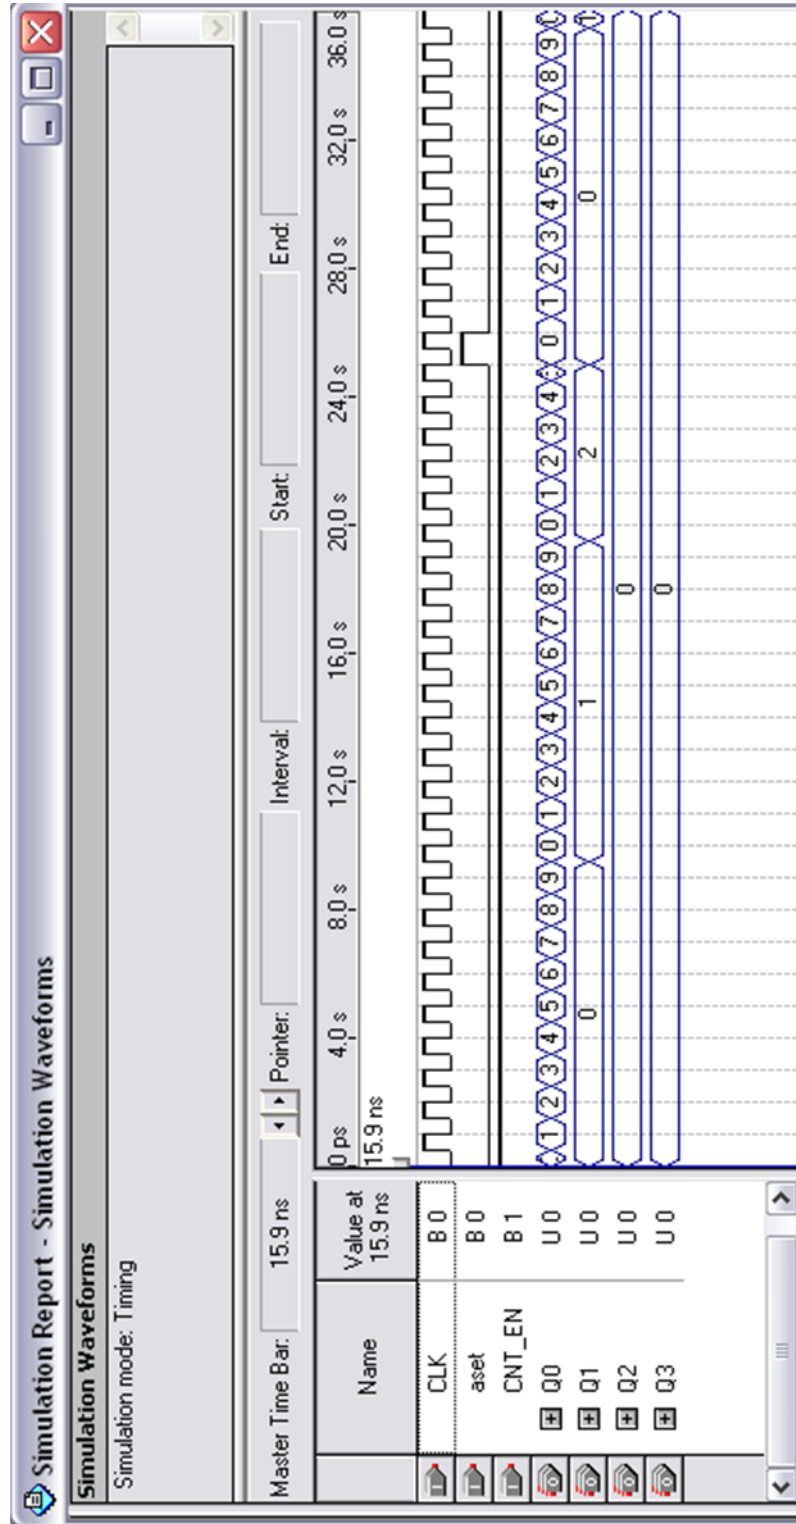 Simulation Report - Simulation Waveforms
Simulation Waveforms
Simulation mode: Timing
Master Time Bar: 15.9 ns Pointer: Interval: Start: End:
Name Value at 15.9 ns
0 ps 4.0 s 8.0 s 12.0 s 16.0 s 20.0 s 24.0 s 28.0 s 32.0 s 36.0 s
15.9 ns
CLK B 0
aset B 0
CNT_EN B 1
Q0 U 0 1 2 3 4 5 6 7 8 9 0 1 2 3 4 5 6 7 8 9 0 1 2 3 4 0 1 2 3 4 5 6 7 8 9
Q1 U 0 0 1 2 0 1
Q2 U 0 0
Q3 U 0 0